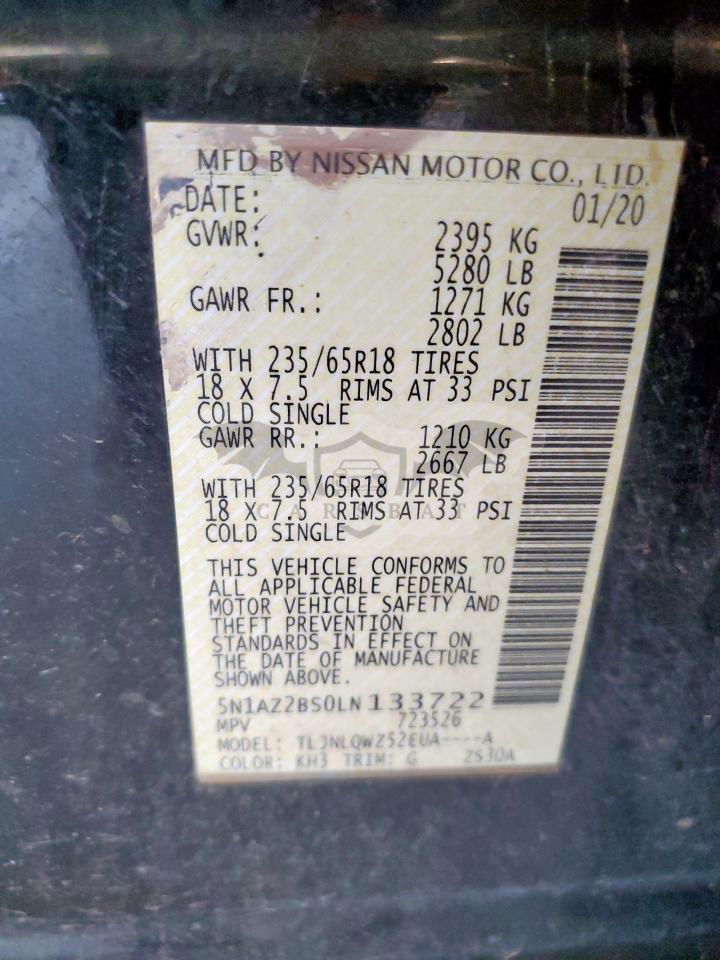 MFD BY NISSAN MOTOR CO., LTD.
DATE: 01/20
GVWR: 2395 KG
5280 LB
GAWR FR.: 1271 KG
2802 LB
WITH 235/65R18 TIRES
18 X 7.5 RIMS AT 33 PSI
COLD SINGLE
GAWR RR.: 1210 KG
2667 LB
WITH 235/65R18 TIRES
18 X 7.5 RIMS AT 33 PSI
CARSBAT
COLD SINGLE
THIS VEHICLE CONFORMS TO
ALL APPLICABLE FEDERAL
MOTOR VEHICLE SAFETY AND
THEFT PREVENTION
STANDARDS IN EFFECT ON
THE DATE OF MANUFACTURE
SHOWN ABOVE.
5N1AZ2BS0LN133722
MPV 723526
MODEL: TLJNLQWZ52EUA----A
COLOR: KH3 TRIM: G ZS30A